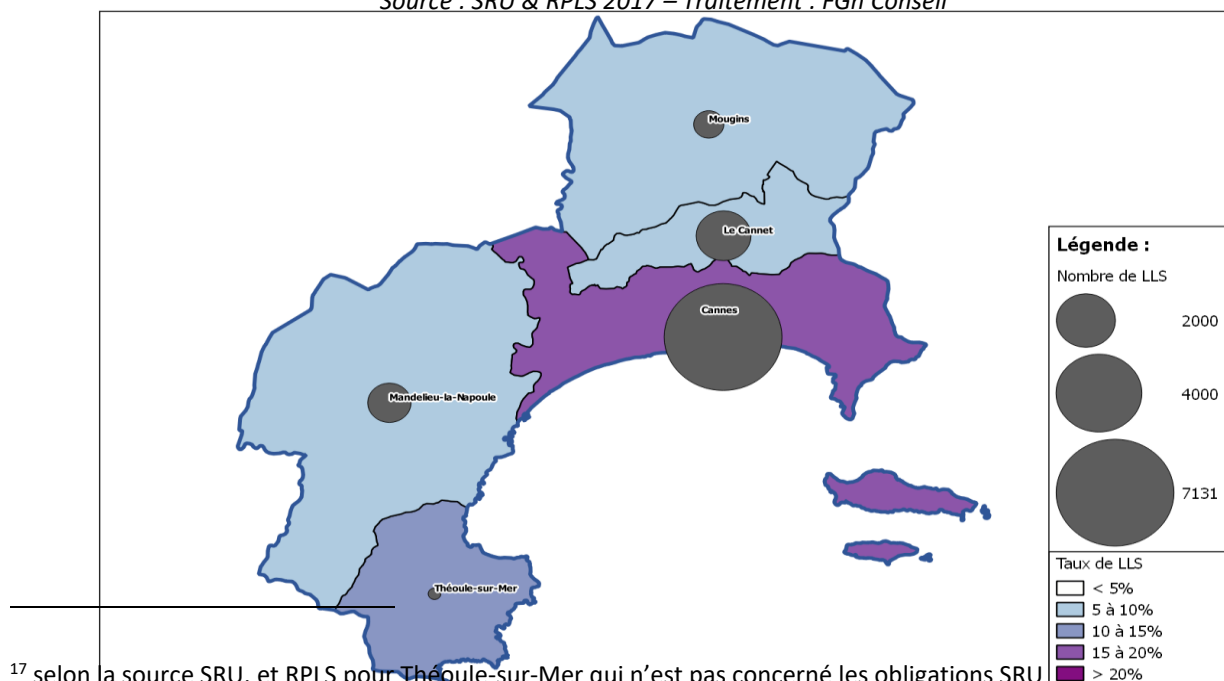 Source : SRU & RPLS 2017 – Traitement : FGh Conseil
Mougins
Le Cannet
Cannes
Mandelieu-la-Napoule
Théoule-sur-Mer
Légende :
Nombre de LLS
2000
4000
7131
Taux de LLS
< 5%
5 à 10%
10 à 15%
15 à 20%
> 20%
17 selon la source SRU, et RPLS pour Théoule-sur-Mer qui n’est pas concerné les obligations SRU